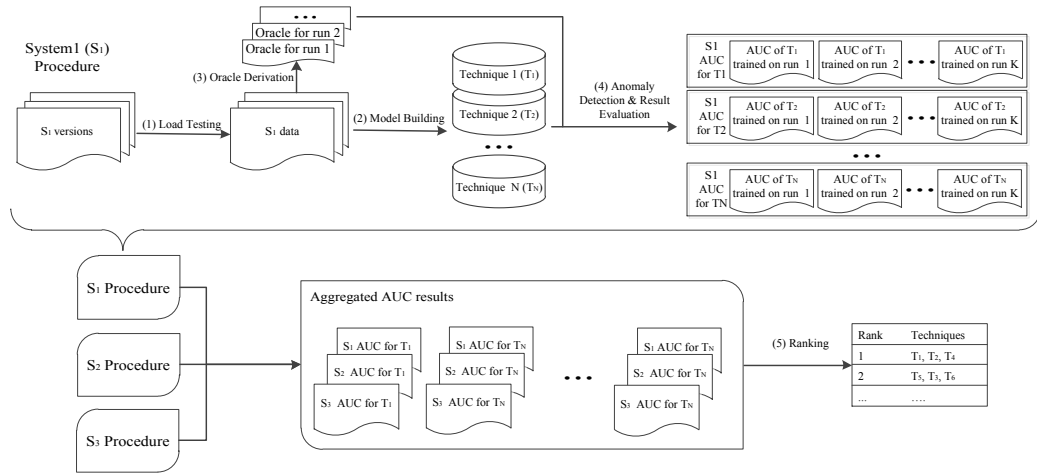 System1 (S1)
Procedure
S1 versions
(1) Load Testing
S1 data
(3) Oracle Derivation
...
Oracle for run 2
Oracle for run 1
(2) Model Building
Technique 1 (T1)
Technique 2 (T2)
...
Technique N (TN)
(4) Anomaly
Detection & Result
Evaluation
S1
AUC
for T1
AUC of T1
trained on run 1
AUC of T1
trained on run 2
...
AUC of T1
trained on run K
S1
AUC
for T2
AUC of T2
trained on run 1
AUC of T2
trained on run 2
...
AUC of T2
trained on run K
...
S1
AUC
for TN
AUC of TN
trained on run 1
AUC of TN
trained on run 2
...
AUC of TN
trained on run K
S1 Procedure
S2 Procedure
S3 Procedure
Aggregated AUC results
S1 AUC for T1
S2 AUC for T1
S3 AUC for T1
S1 AUC for TN
S2 AUC for TN
S3 AUC for TN
...
S1 AUC for TN
S2 AUC for TN
S3 AUC for TN
(5) Ranking
Rank Techniques
1 T1, T2, T4
2 T5, T3, T6
... ....